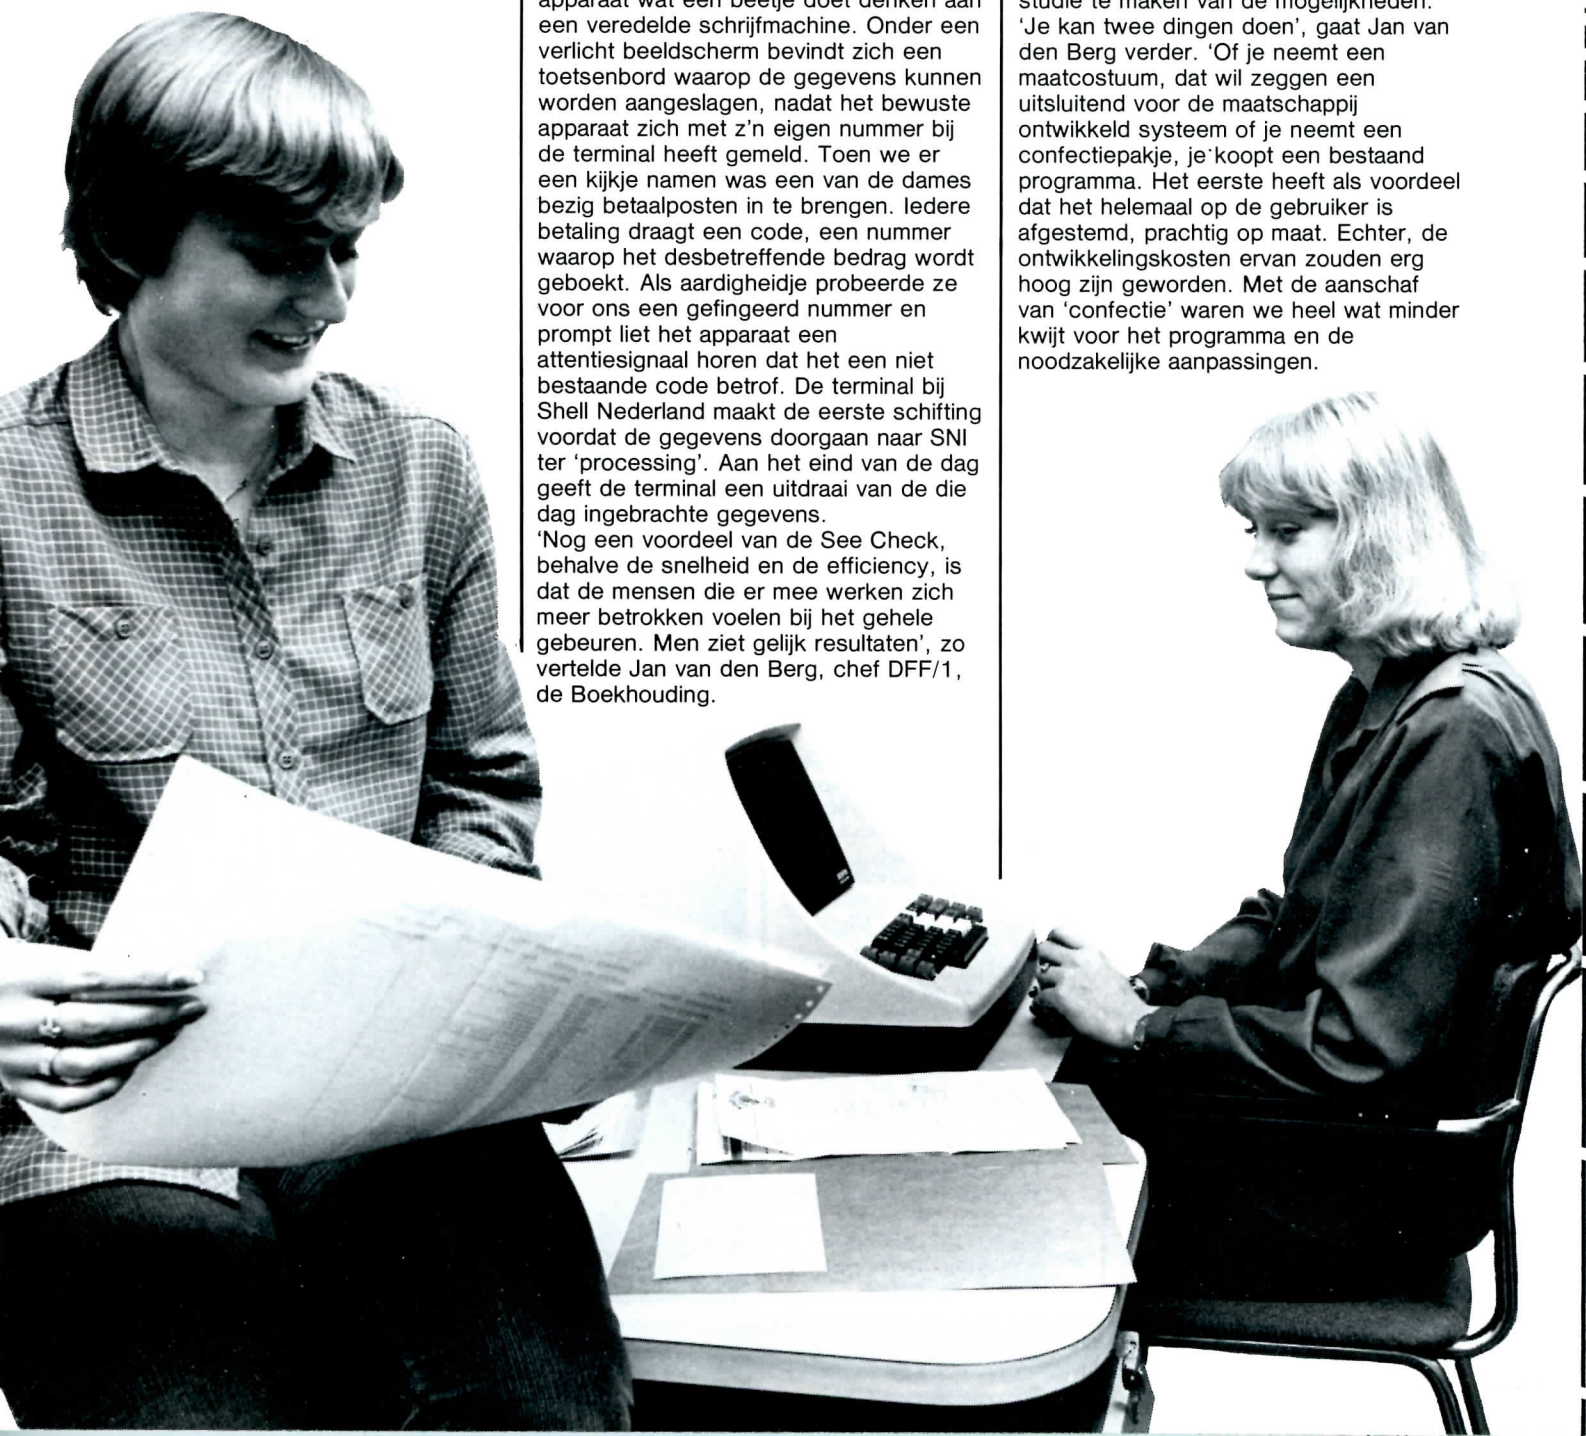 apparaat wat een beetje doet denken aan
een veredelde schrijfmachine. Onder een
verlicht beeldscherm bevindt zich een
toetsenbord waarop de gegevens kunnen
worden aangeslagen, nadat het bewuste
apparaat zich met z'n eigen nummer bij
de terminal heeft gemeld. Toen we er
een kijkje namen was een van de dames
bezig betaalposten in te brengen. Iedere
betaling draagt een code, een nummer
waarop het desbetreffende bedrag wordt
geboekt. Als aardigheidje probeerde ze
voor ons een gefingeerd nummer en
prompt liet het apparaat een
attentiesignaal horen dat het een niet
bestaande code betrof. De terminal bij
Shell Nederland maakt de eerste schifting
voordat de gegevens doorgaan naar SNI
ter 'processing'. Aan het eind van de dag
geeft de terminal een uitdraai van de die
dag ingebrachte gegevens.
'Nog een voordeel van de See Check,
behalve de snelheid en de efficiency, is
dat de mensen die er mee werken zich
meer betrokken voelen bij het gehele
gebeuren. Men ziet gelijk resultaten', zo
vertelde Jan van den Berg, chef DFF/1,
de Boekhouding.
studie te maken van de mogelijkheden.
'Je kan twee dingen doen', gaat Jan van
den Berg verder. 'Of je neemt een
maatcostuum, dat wil zeggen een
uitsluitend voor de maatschappij
ontwikkeld systeem of je neemt een
confectiepakje, je koopt een bestaand
programma. Het eerste heeft als voordeel
dat het helemaal op de gebruiker is
afgestemd, prachtig op maat. Echter, de
ontwikkelingskosten ervan zouden erg
hoog zijn geworden. Met de aanschaf
van 'confectie' waren we heel wat minder
kwijt voor het programma en de
noodzakelijke aanpassingen.